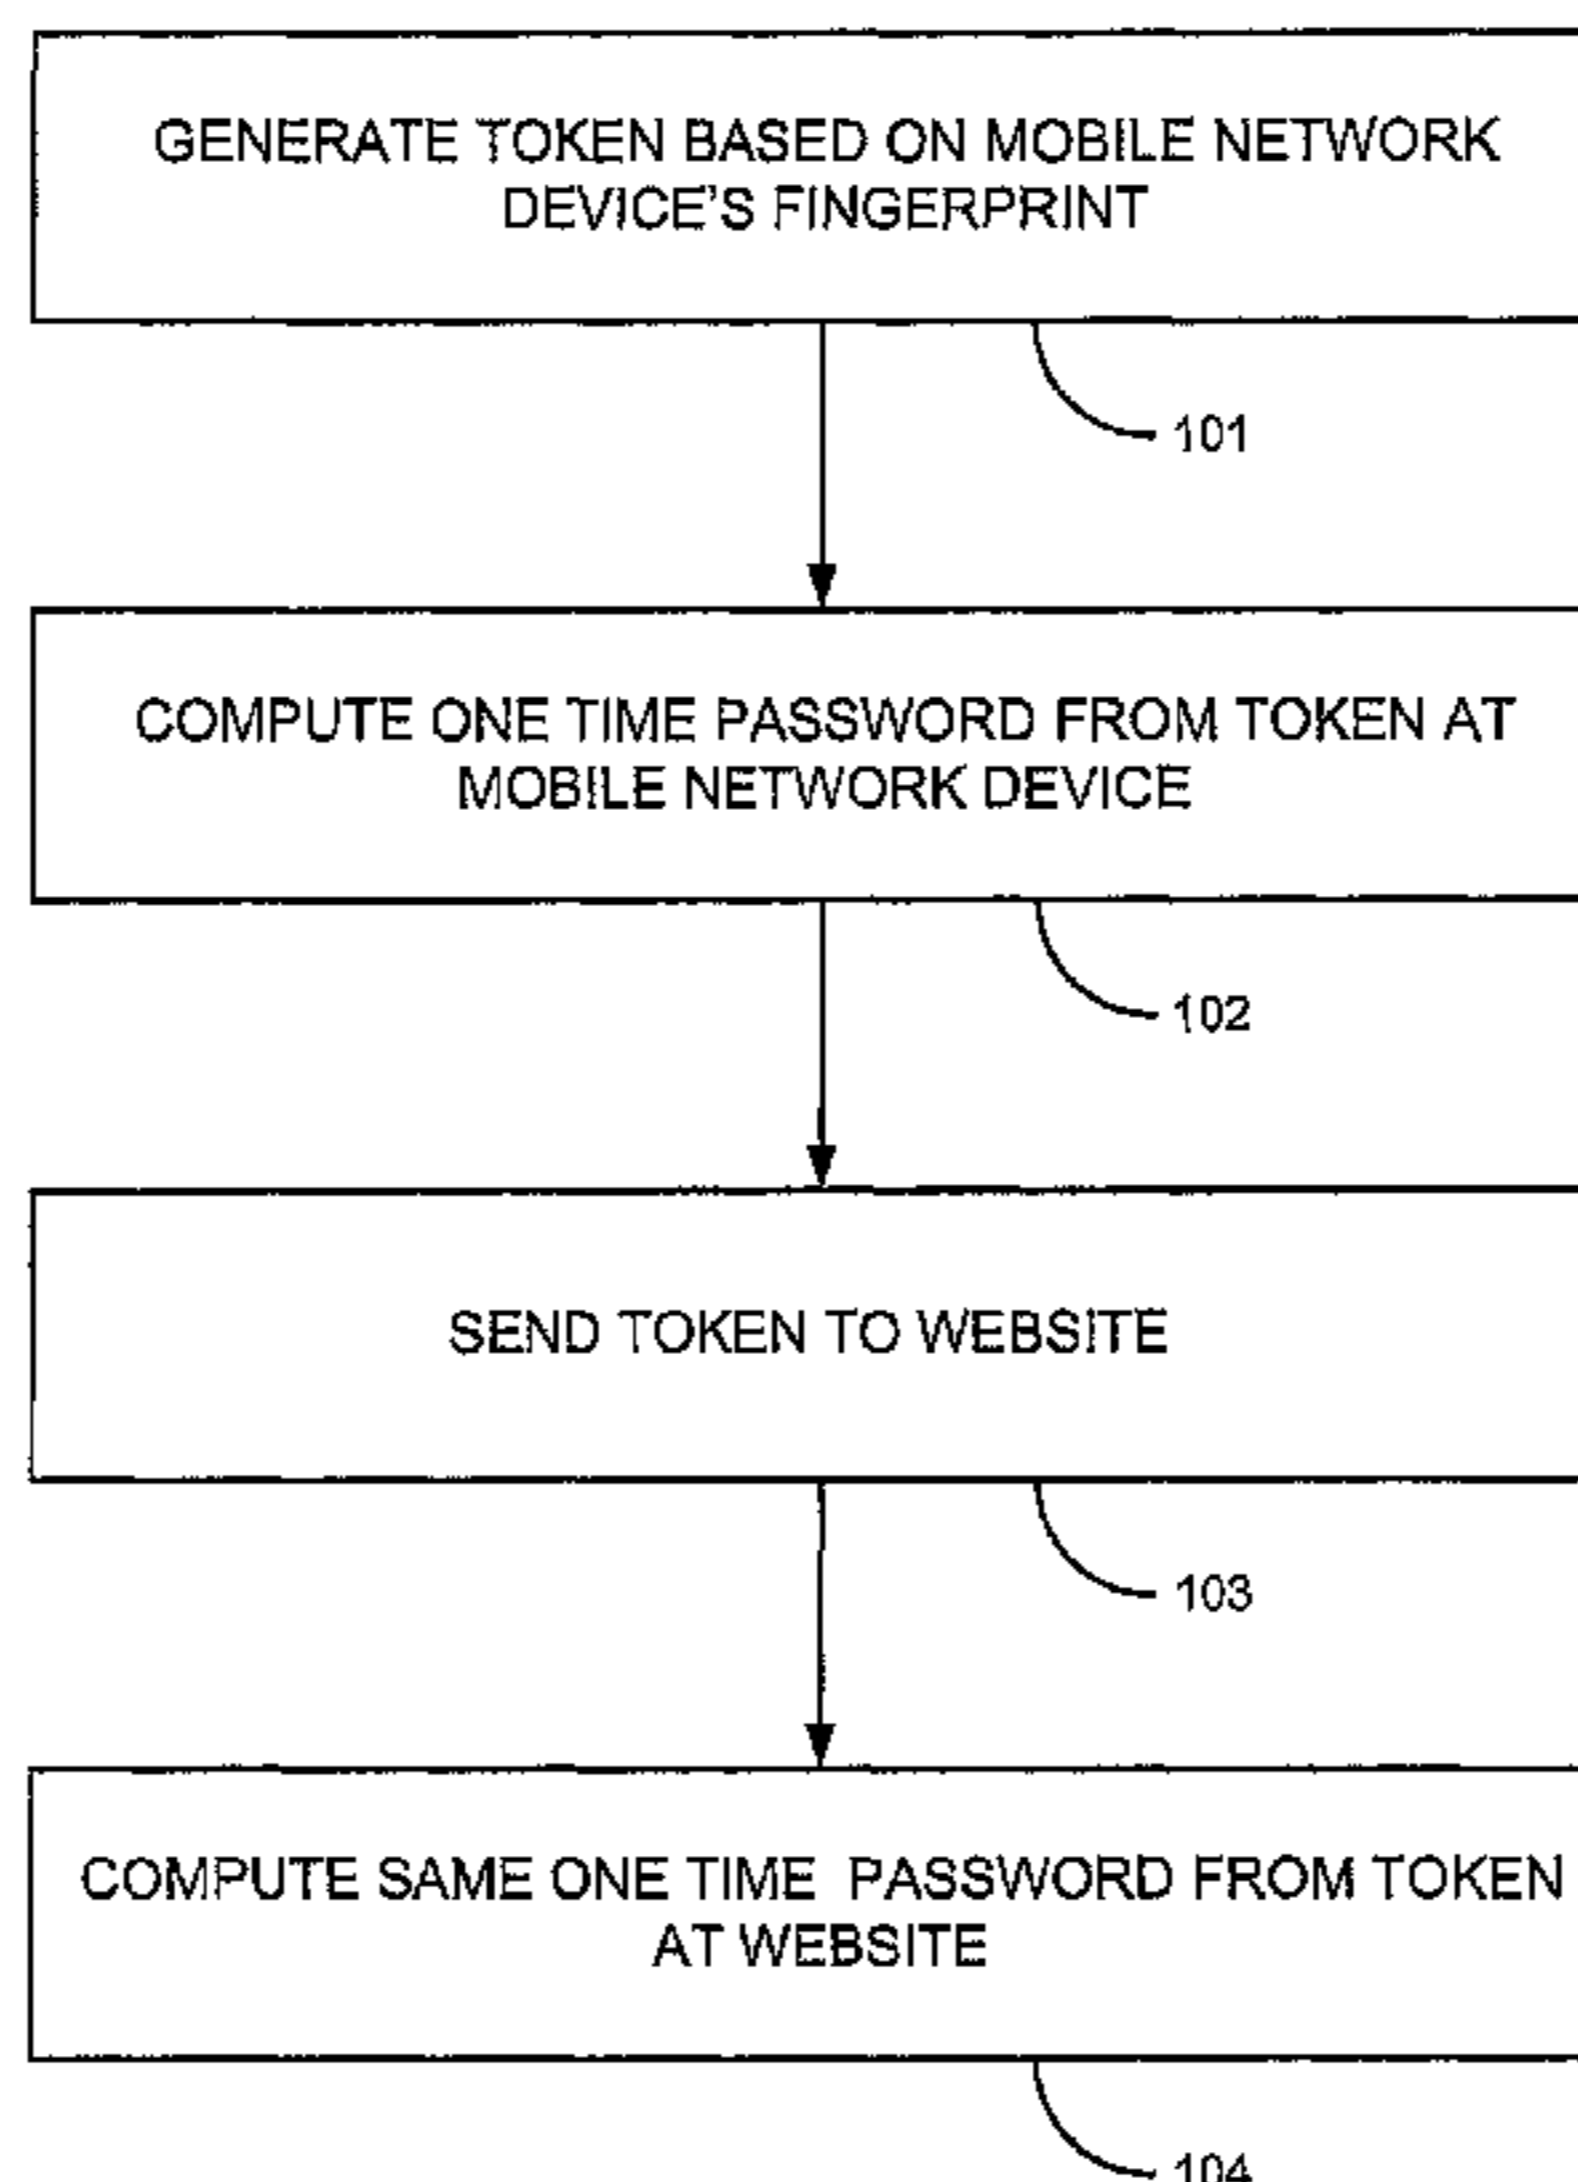 GENERATE TOKEN BASED ON MOBILE NETWORK
DEVICE'S FINGERPRINT
101
COMPUTE ONE TIME PASSWORD FROM TOKEN AT
MOBILE NETWORK DEVICE
102
SEND TOKEN TO WEBSITE
103
COMPUTE SAME ONE TIME PASSWORD FROM TOKEN
AT WEBSITE
104